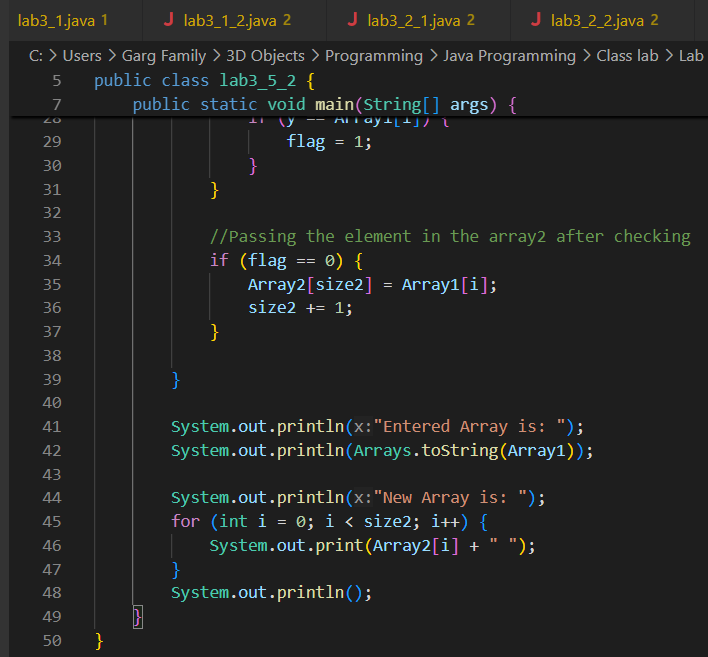 lab3_1.java 1 J lab3_1_2.java 2 J lab3_2_1.java 2 J lab3_2_2.java 2
C: > Users > Garg Family > 3D Objects > Programming > Java Programming > Class lab > Lab
5 public class lab3_5_2 {
7 public static void main(String[] args) {
28 if (y == Array1[i]) {
29 flag = 1;
30 }
31 }
32
33 //Passing the element in the array2 after checking
34 if (flag == 0) {
35 Array2[size2] = Array1[i];
36 size2 += 1;
37 }
38
39 }
40
41 System.out.println(x:"Entered Array is: ");
42 System.out.println(Arrays.toString(Array1));
43
44 System.out.println(x:"New Array is: ");
45 for (int i = 0; i < size2; i++) {
46 System.out.print(Array2[i] + " ");
47 }
48 System.out.println();
49 }
50 }